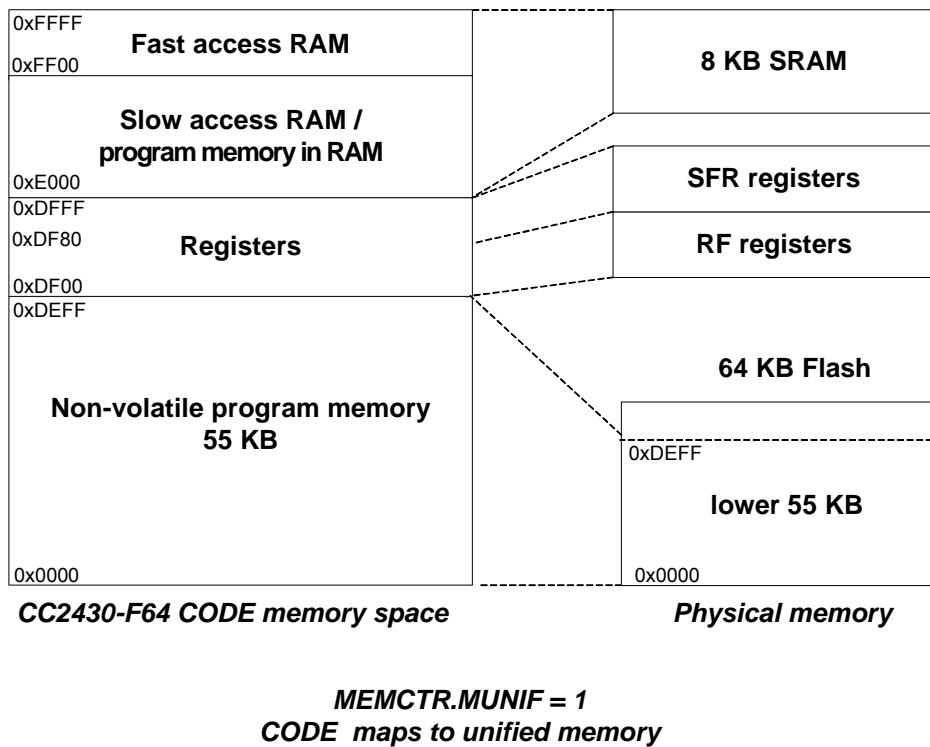 0xFFFF
Fast access RAM
0xFF00
8 KB SRAM
Slow access RAM /
program memory in RAM
0xE000
0xDFFF
SFR registers
0xDF80
Registers
RF registers
0xDF00
0xDEFF
64 KB Flash
Non-volatile program memory
55 KB
0xDEFF
lower 55 KB
0x0000
0x0000
CC2430-F64 CODE memory space
Physical memory
MEMCTR.MUNIF = 1
CODE maps to unified memory